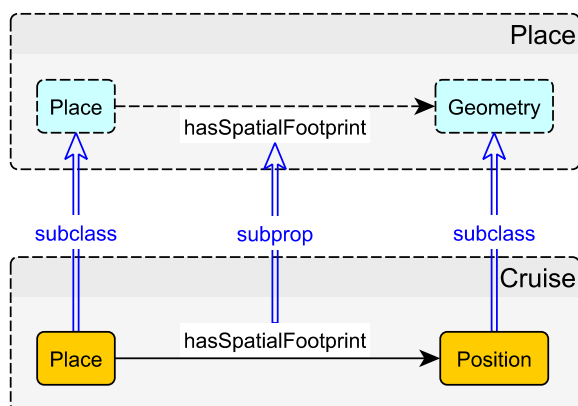 Place
Place
Geometry
hasSpatialFootprint
subclass
subprop
subclass
Cruise
hasSpatialFootprint
Place
Position